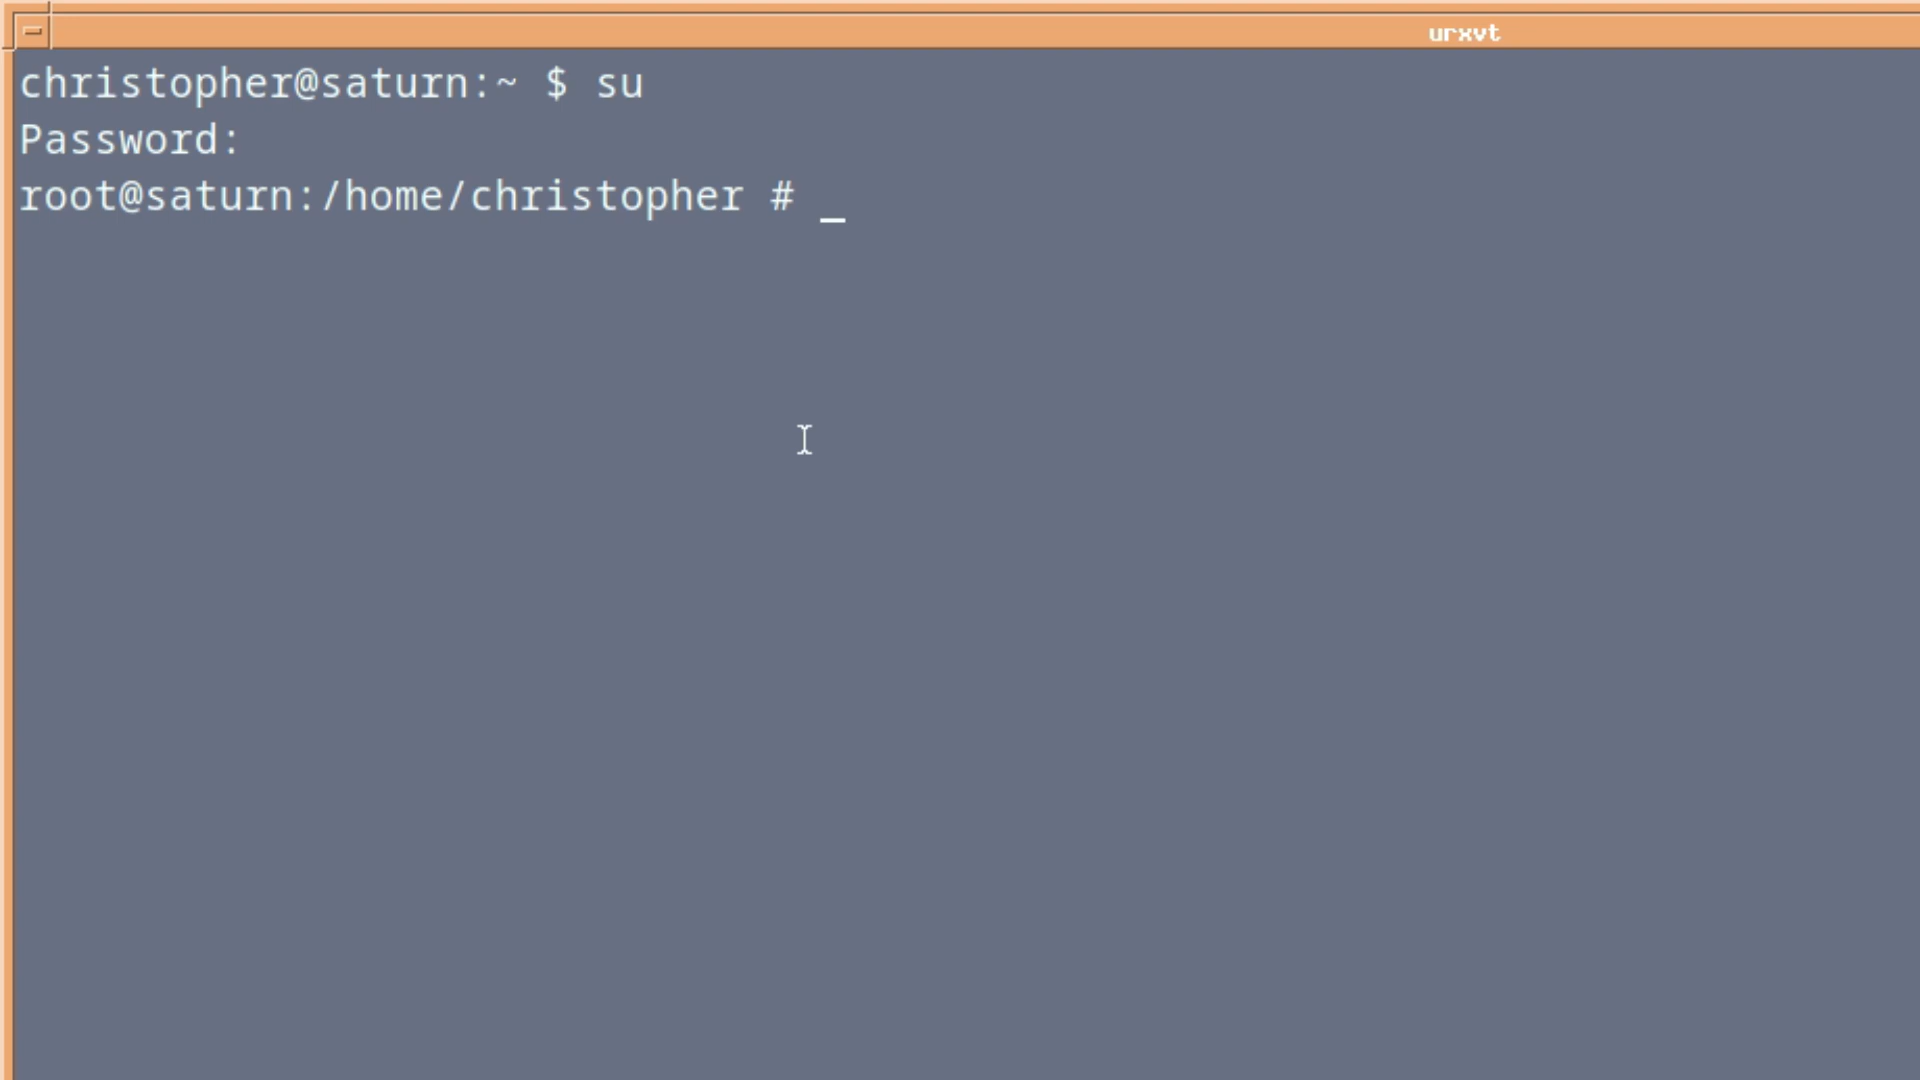 urxvt
christopher@saturn:~ $ su
Password:
root@saturn:/home/christopher # _